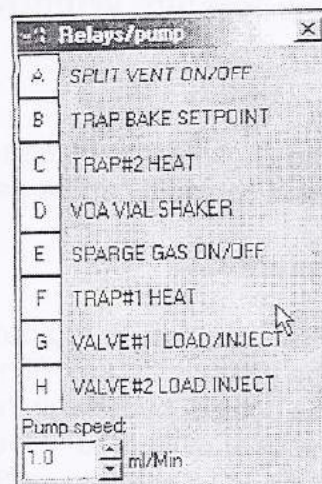 Relays/pump
A SPLIT VENT ON/OFF
B TRAP BAKE SETPOINT
C TRAP#2 HEAT
D VOA VIAL SHAKER
E SPARGE GAS ON/OFF
F TRAP#1 HEAT
G VALVE#1 LOAD/INJECT
H VALVE#2 LOAD.INJECT
Pump speed:
1.0 ml/Min